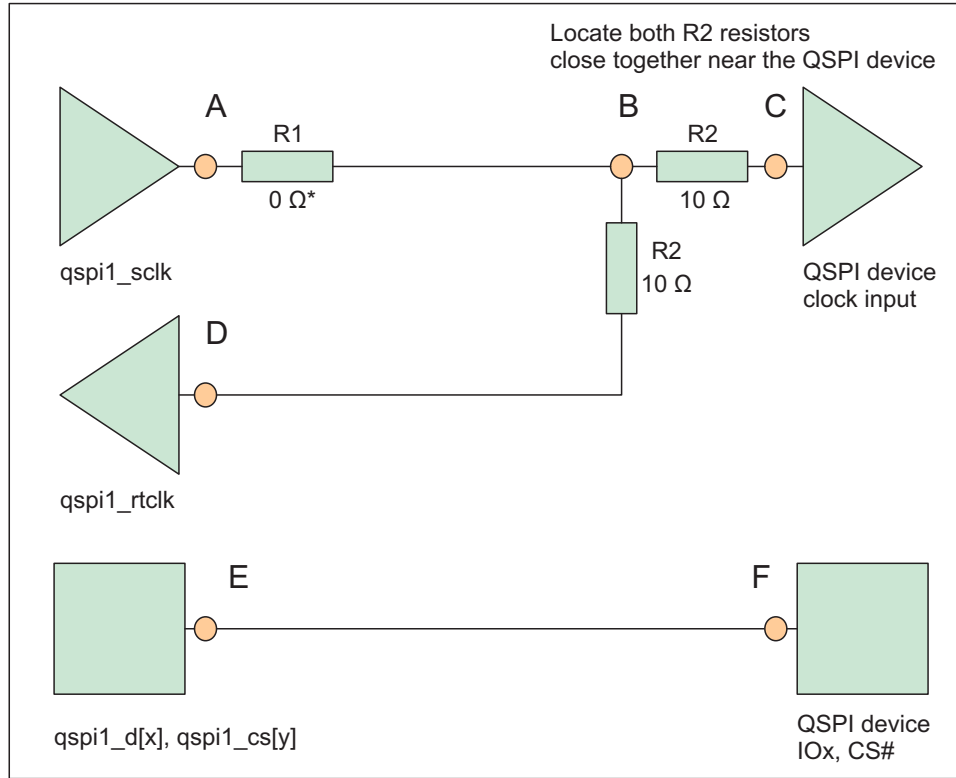 Locate both R2 resistors
close together near the QSPI device
A
B
C
R1
R2
0 Ω*
10 Ω
R2
10 Ω
qspi1_sclk
QSPI device
clock input
D
qspi1_rtclk
E
F
qspi1_d[x], qspi1_cs[y]
QSPI device
IOx, CS#